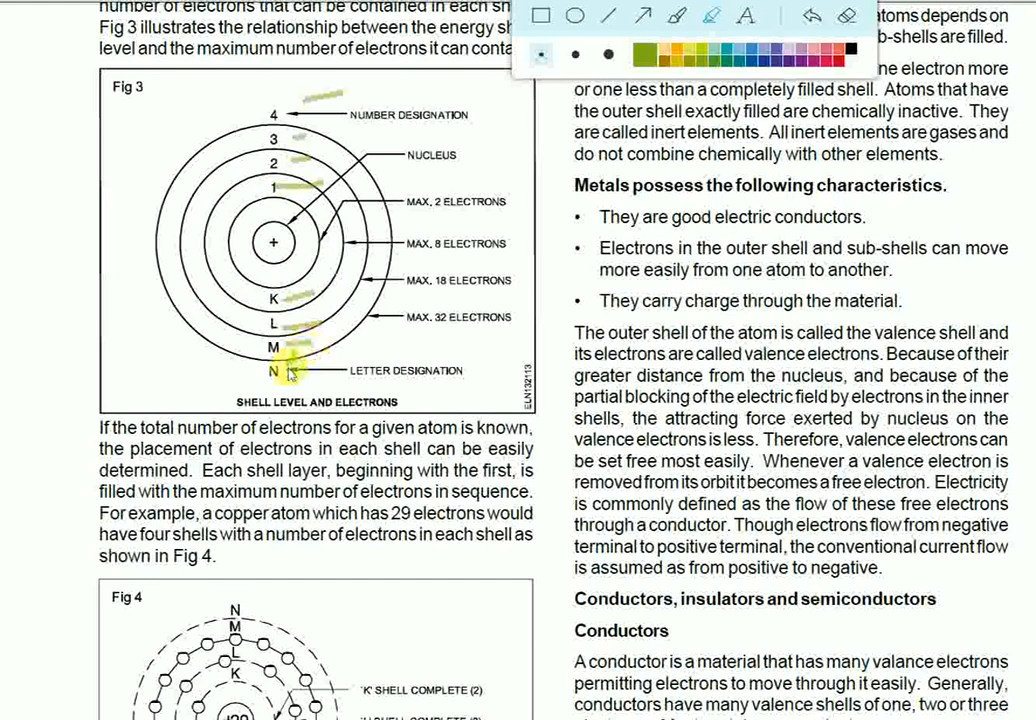 number of electrons that can be contained in each
Fig 3 illustrates the relationship between the energy
level and the maximum number of electrons it can
Fig 3
4
NUMBER DESIGNATION
3
NUCLEUS
2
1
MAX. 2 ELECTRONS
+
MAX. 8 ELECTRONS
MAX. 18 ELECTRONS
K
MAX. 32 ELECTRONS
L
M
N
LETTER DESIGNATION
ELN132113
SHELL LEVEL AND ELECTRONS
If the total number of electrons for a given atom is known,
the placement of electrons in each shell can be easily
determined. Each shell layer, beginning with the first, is
filled with the maximum number of electrons in sequence.
For example, a copper atom which has 29 electrons would
have four shells with a number of electrons in each shell as
shown in Fig 4.
Fig 4
N
M
L
K
'K' SHELL COMPLETE (2)
A
atoms depends on
b-shells are filled.
ne electron more
or one less than a completely filled shell. Atoms that have
the outer shell exactly filled are chemically inactive. They
are called inert elements. All inert elements are gases and
do not combine chemically with other elements.
Metals possess the following characteristics.
• They are good electric conductors.
• Electrons in the outer shell and sub-shells can move
more easily from one atom to another.
• They carry charge through the material.
The outer shell of the atom is called the valence shell and
its electrons are called valence electrons. Because of their
greater distance from the nucleus, and because of the
partial blocking of the electric field by electrons in the inner
shells, the attracting force exerted by nucleus on the
valence electrons is less. Therefore, valence electrons can
be set free most easily. Whenever a valence electron is
removed from its orbit it becomes a free electron. Electricity
is commonly defined as the flow of these free electrons
through a conductor. Though electrons flow from negative
terminal to positive terminal, the conventional current flow
is assumed as from positive to negative.
Conductors, insulators and semiconductors
Conductors
A conductor is a material that has many valance electrons
permitting electrons to move through it easily. Generally,
conductors have many valence shells of one, two or three